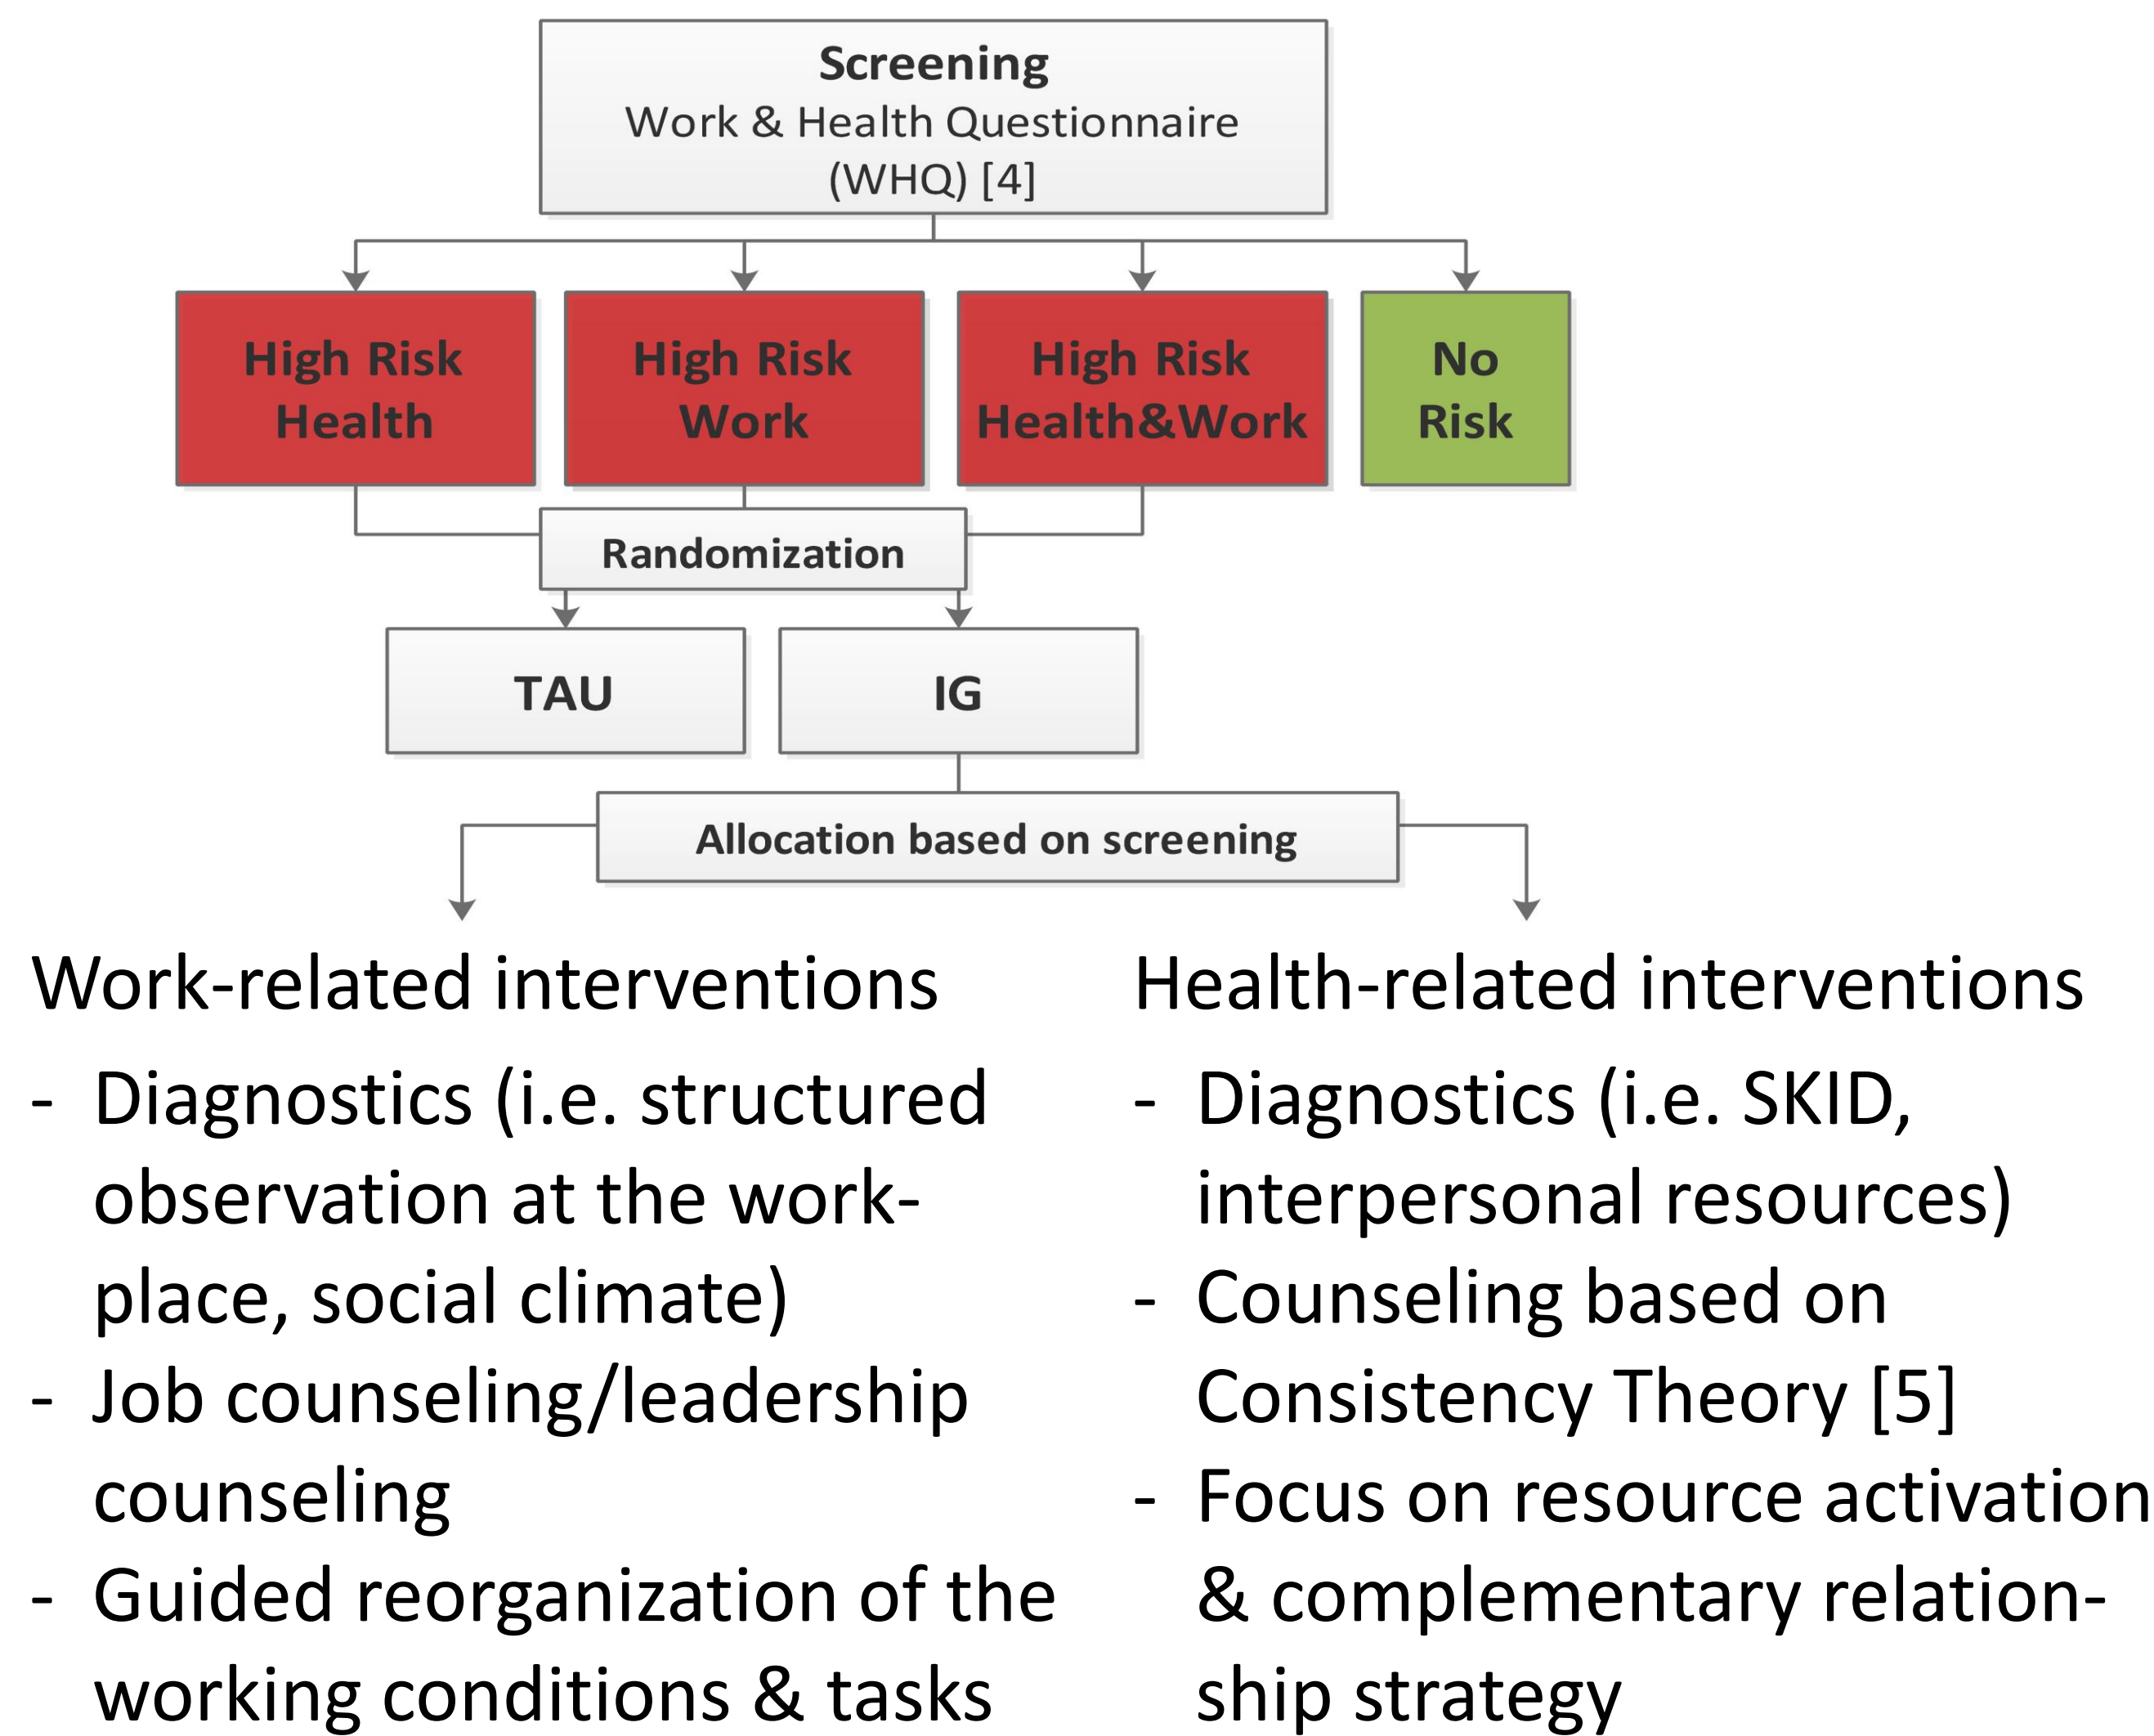 Screening
Work & Health Questionnaire
(WHQ) [4]
High Risk
Health
High Risk
Work
High Risk
Health&Work
No
Risk
Randomization
TAU
IG
Allocation based on screening
Work-related interventions
- Diagnostics (i.e. structured
observation at the work-
place, social climate)
- Job counseling/leadership
counseling
- Guided reorganization of the
working conditions & tasks
Health-related interventions
- Diagnostics (i.e. SKID,
interpersonal resources)
- Counseling based on
Consistency Theory [5]
- Focus on resource activation
& complementary relation-
ship strategy